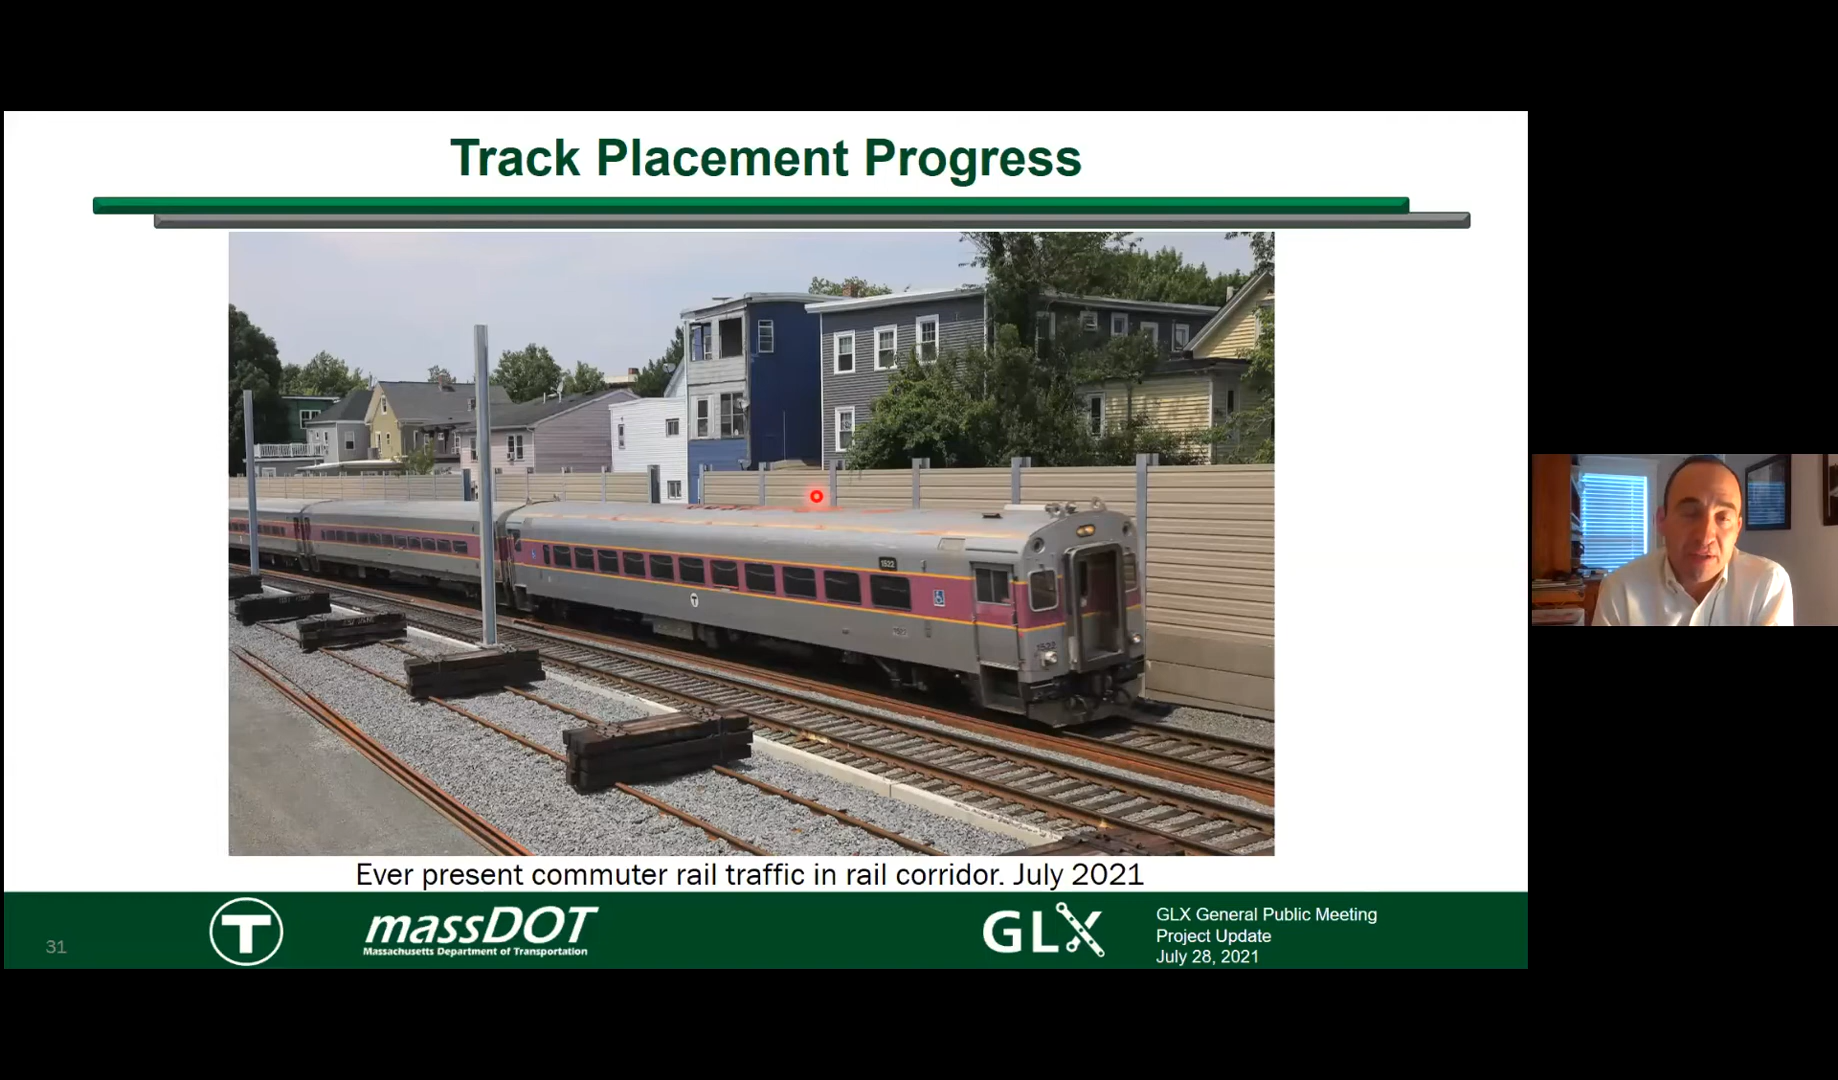 Track Placement Progress
1522
T
1522
Ever present commuter rail traffic in rail corridor. July 2021
31
T
massDOT
Massachusetts Department of Transportation
GLX
GLX General Public Meeting
Project Update
July 28, 2021